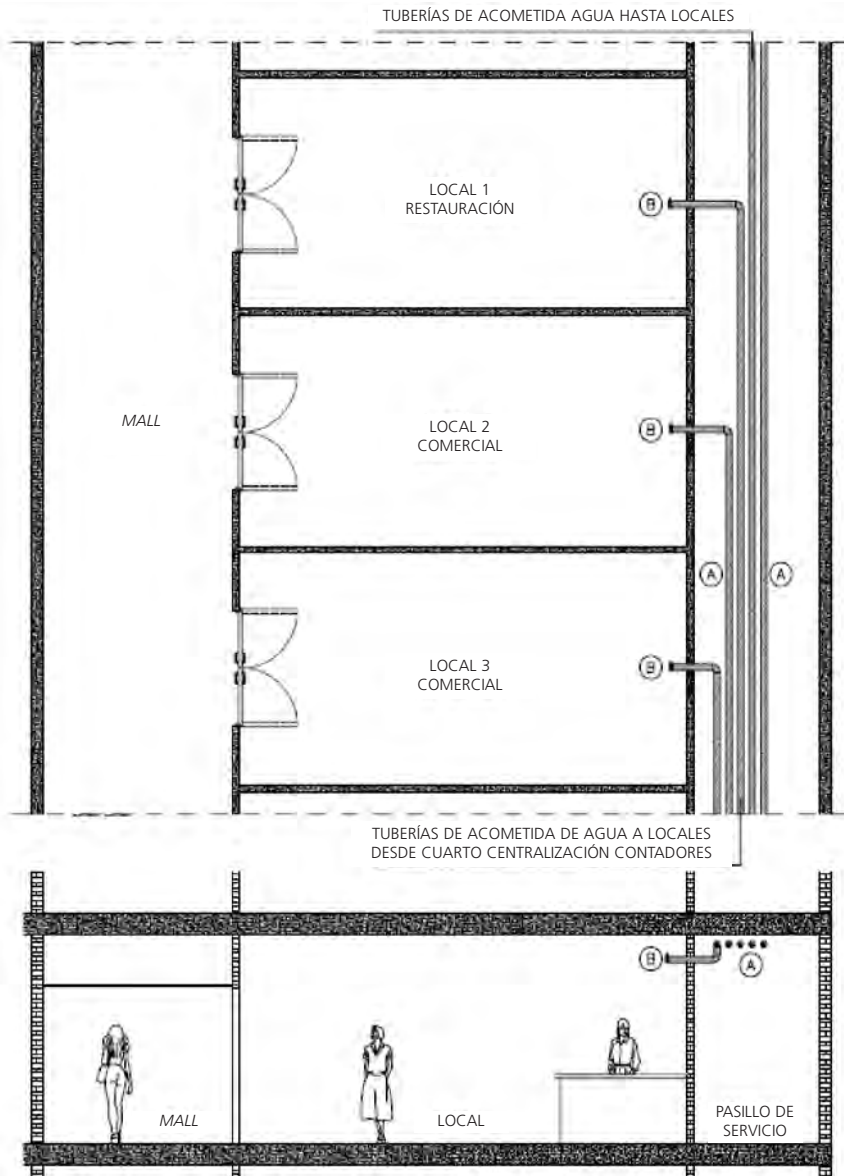 TUBERÍAS DE ACOMETIDA AGUA HASTA LOCALES
LOCAL 1
RESTAURACIÓN
B
MALL
LOCAL 2
COMERCIAL
B
A
A
LOCAL 3
COMERCIAL
B
TUBERÍAS DE ACOMETIDA DE AGUA A LOCALES
DESDE CUARTO CENTRALIZACIÓN CONTADORES
B
A
MALL
LOCAL
PASILLO DE
SERVICIO